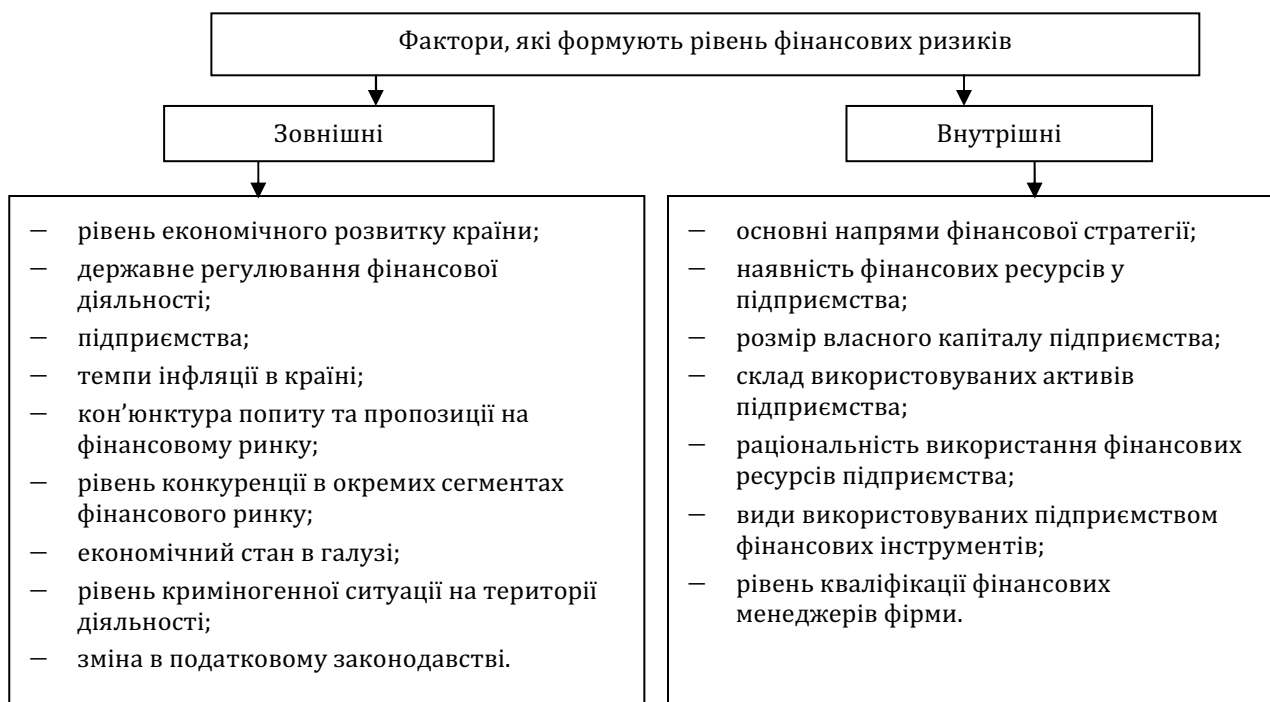 Фактори, які формують рівень фінансових ризиків
Зовнішні
— рівень економічного розвитку країни;
— державне регулювання фінансової
діяльності;
— підприємства;
— темпи інфляції в країні;
— кон’юнктура попиту та пропозиції на
фінансовому ринку;
— рівень конкуренції в окремих сегментах
фінансового ринку;
— економічний стан в галузі;
— рівень криміногенної ситуації на території
діяльності;
— зміна в податковому законодавстві.
Внутрішні
— основні напрями фінансової стратегії;
— наявність фінансових ресурсів у
підприємства;
— розмір власного капіталу підприємства;
— склад використовуваних активів
підприємства;
— раціональність використання фінансових
ресурсів підприємства;
— види використовуваних підприємством
фінансових інструментів;
— рівень кваліфікації фінансових
менеджерів фірми.